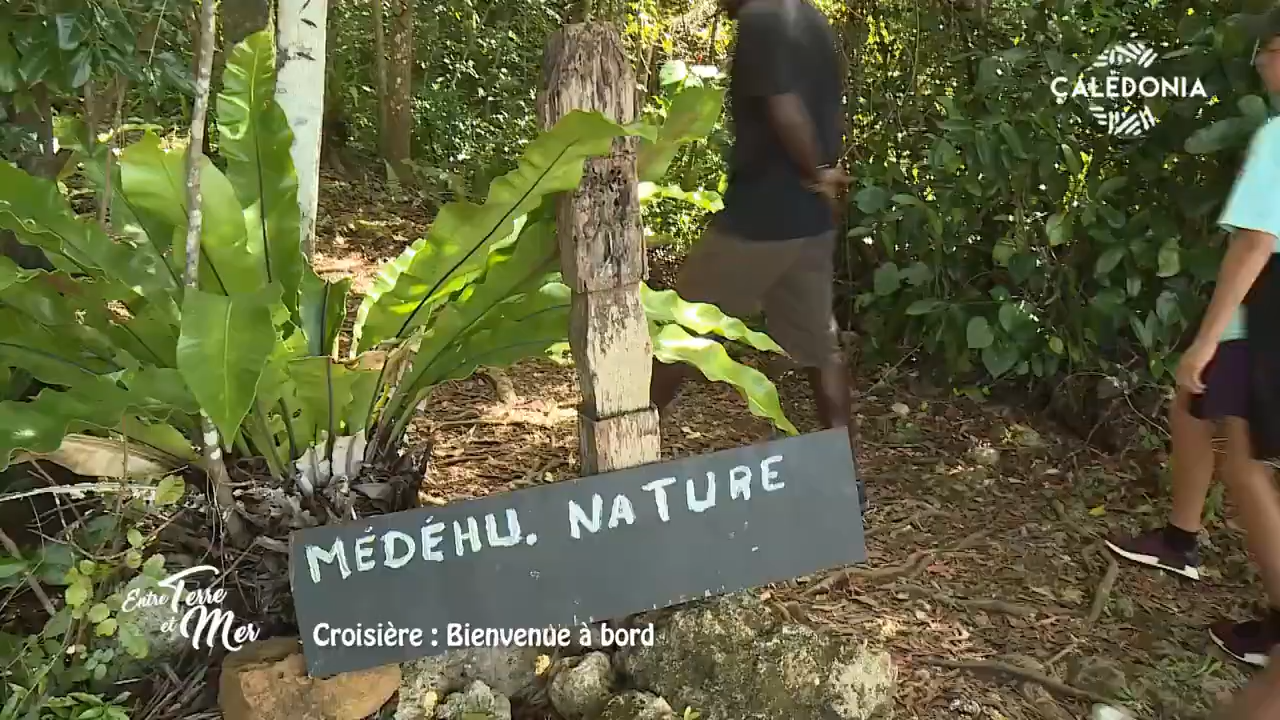 CALEDONIA
MÉDÉHU. NATURE
Entre Terre
et Mer
Croisière : Bienvenue à bord